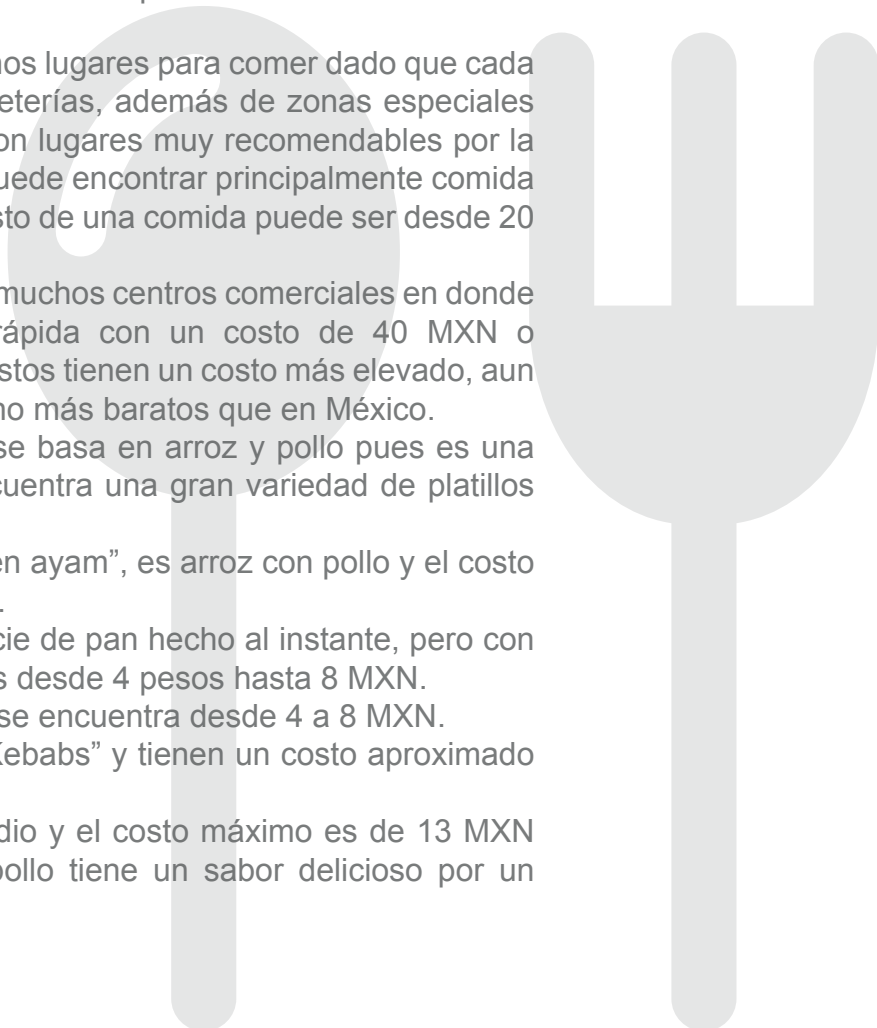 nos lugares para comer dado que cada
eterías, además de zonas especiales
on lugares muy recomendables por la
uede encontrar principalmente comida
sto de una comida puede ser desde 20
muchos centros comerciales en donde
rápida con un costo de 40 MXN o
stos tienen un costo más elevado, aun
no más baratos que en México.
se basa en arroz y pollo pues es una
cuentra una gran variedad de platillos
en ayam”, es arroz con pollo y el costo
.
cie de pan hecho al instante, pero con
s desde 4 pesos hasta 8 MXN.
se encuentra desde 4 a 8 MXN.
Kebabs” y tienen un costo aproximado
dio y el costo máximo es de 13 MXN
pollo tiene un sabor delicioso por un